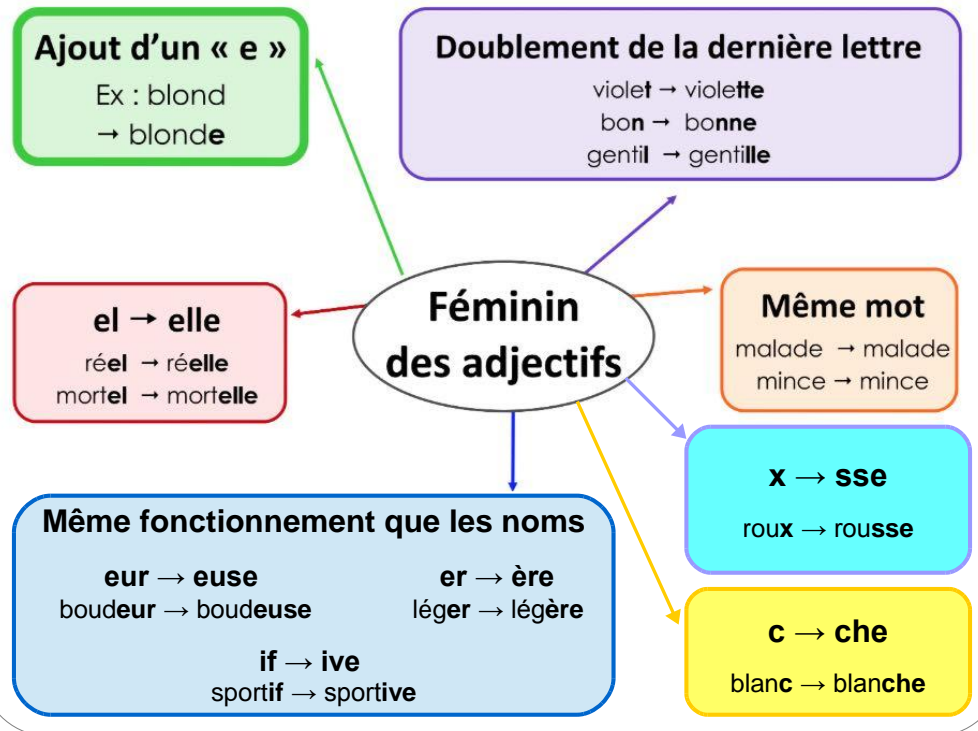 Ajout d'un « e »
Ex : blond
→ blonde
Doublement de la dernière lettre
violet → violette
bon → bonne
gentil → gentille
Féminin
des adjectifs
el → elle
réel → réelle
mortel → mortelle
Même mot
malade → malade
mince → mince
x → sse
roux → rousse
Même fonctionnement que les noms
eur → euse
boudeur → boudeuse
er → ère
léger → légère
if → ive
sportif → sportive
c → che
blanc → blanche